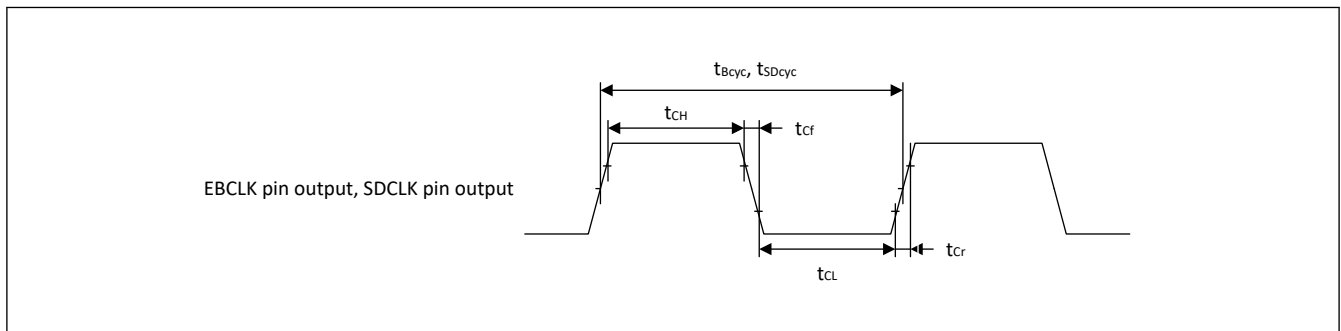 tBcyc, tSDcyc
tCH
tCf
EBCLK pin output, SDCLK pin output
tCr
tCL